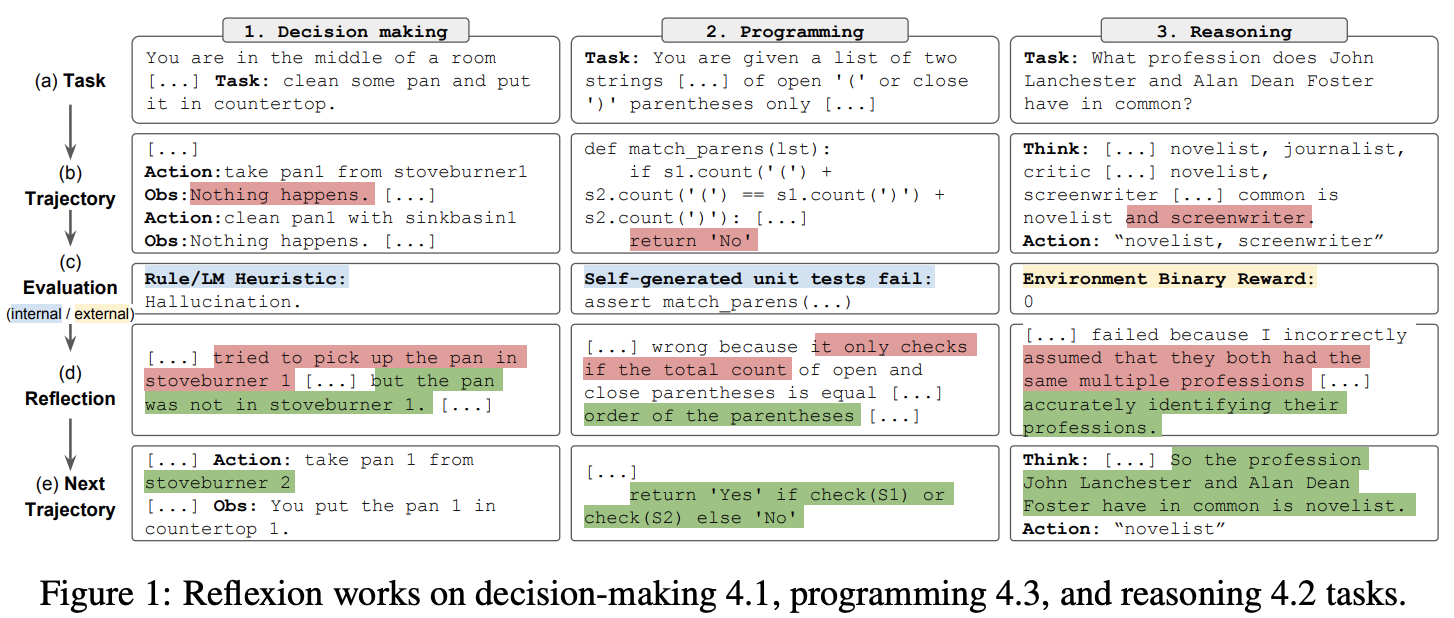 1. Decision making
2. Programming
3. Reasoning
(a) Task
You are in the middle of a room
[...] Task: clean some pan and put
it in countertop.
Task: You are given a list of two
strings [...] of open '(' or close
')' parentheses only [...]
Task: What profession does John
Lanchester and Alan Dean Foster
have in common?
(b)
Trajectory
[...]
Action:take pan1 from stoveburner1
Obs:Nothing happens. [...]
Action:clean pan1 with sinkbasin1
Obs:Nothing happens. [...]
def match_parens(lst):
if s1.count('(') +
s2.count('(') == s1.count(')') +
s2.count(')'): [...]
return 'No'
Think: [...] novelist, journalist,
critic [...] novelist,
screenwriter [...] common is
novelist and screenwriter.
Action: “novelist, screenwriter”
(c)
Evaluation
(internal / external)
Rule/LM Heuristic:
Hallucination.
Self-generated unit tests fail:
assert match_parens(...)
Environment Binary Reward:
0
(d)
Reflection
[...] tried to pick up the pan in
stoveburner 1 [...] but the pan
was not in stoveburner 1. [...]
[...] wrong because it only checks
if the total count of open and
close parentheses is equal [...]
order of the parentheses [...]
[...] failed because I incorrectly
assumed that they both had the
same multiple professions [...]
accurately identifying their
professions.
(e) Next
Trajectory
[...] Action: take pan 1 from
stoveburner 2
[...] Obs: You put the pan 1 in
countertop 1.
[...]
return 'Yes' if check(S1) or
check(S2) else 'No'
Think: [...] So the profession
John Lanchester and Alan Dean
Foster have in common is novelist.
Action: “novelist”
Figure 1: Reflexion works on decision-making 4.1, programming 4.3, and reasoning 4.2 tasks.